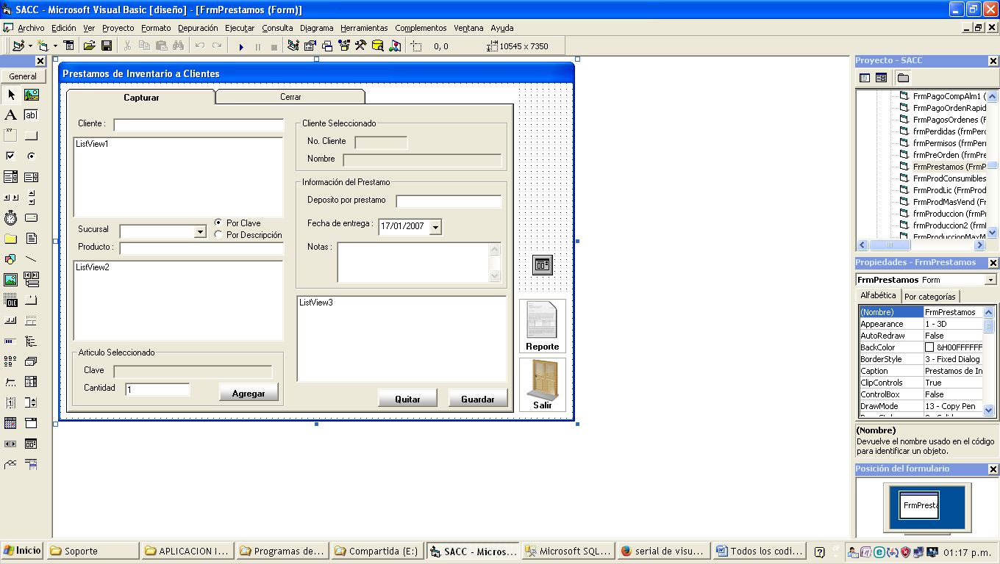 SACC - Microsoft Visual Basic [diseño] - [FrmPrestamos (Form)]
Archivo Edición Ver Proyecto Formato Depuración Ejecutar Consulta Diagrama Herramientas Complementos Ventana Ayuda
0, 0 10545 x 7350
General
Prestamos de Inventario a Clientes
Capturar Cerrar
Cliente :
ListView1
Sucursal
Por Clave
Por Descripción
Producto :
ListView2
Articulo Seleccionado
Clave
Cantidad 1
Agregar
Cliente Seleccionado
No. Cliente
Nombre
Información del Prestamo
Deposito por prestamo
Fecha de entrega : 17/01/2007
Notas :
ListView3
Quitar Guardar
Reporte
Salir
Proyecto - SACC
FrmPagoCompAlm1 (
FrmPagoOrdenRapid
FrmPagosOrdenes (F
frmPerdidas (frmPerd
frmPermisos (frmPerr
frmPreOrden (frmPre
FrmPrestamos (FrmP
FrmProdConsumibles
FrmProdLic (FrmProd
FrmProdMasVend (Fr
FrmProduccion (frmP
frmProduccion2 (frmP
FrmProduccionMaxM
Propiedades - FrmPrestamos
FrmPrestamos Form
Alfabética Por categorías
(Nombre) FrmPrestamos
Appearance 1 - 3D
AutoRedraw False
BackColor &H00FFFFFF
BorderStyle 3 - Fixed Dialog
Caption Prestamos de In
ClipControls True
ControlBox False
DrawMode 13 - Copy Pen
(Nombre)
Devuelve el nombre usado en el código
para identificar un objeto.
Posición del formulario
FrmPresta
Inicio Soporte APLICACION I... Programas de... Compartida (E:) SACC - Micros... Microsoft SQL... serial de visu... Todos los codi... 01:17 p.m.